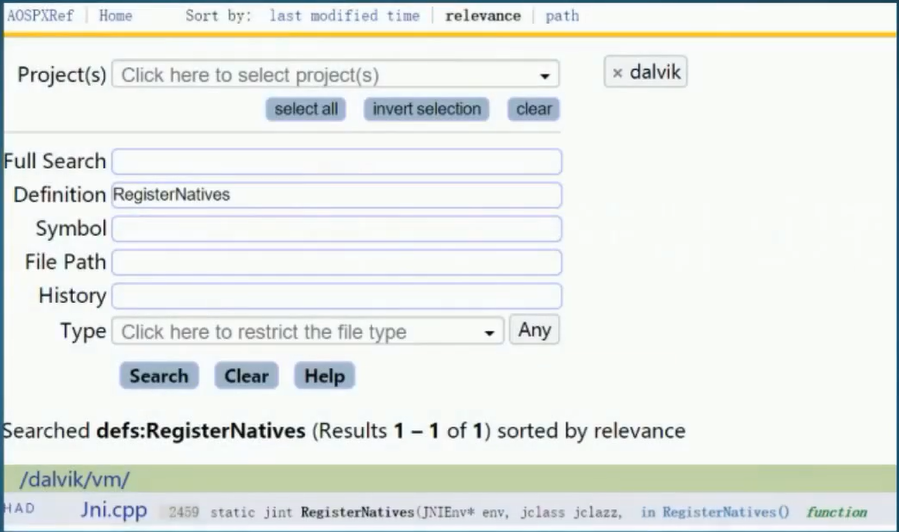 AOSPXRef | Home Sort by: last modified time | relevance | path
Project(s) Click here to select project(s) × dalvik
select all invert selection clear
Full Search
Definition RegisterNatives
Symbol
File Path
History
Type Click here to restrict the file type Any
Search Clear Help
Searched defs:RegisterNatives (Results 1 – 1 of 1) sorted by relevance
/dalvik/vm/
HAD Jni.cpp 2459 static jint RegisterNatives(JNIEnv* env, jclass jclazz, in RegisterNatives() function